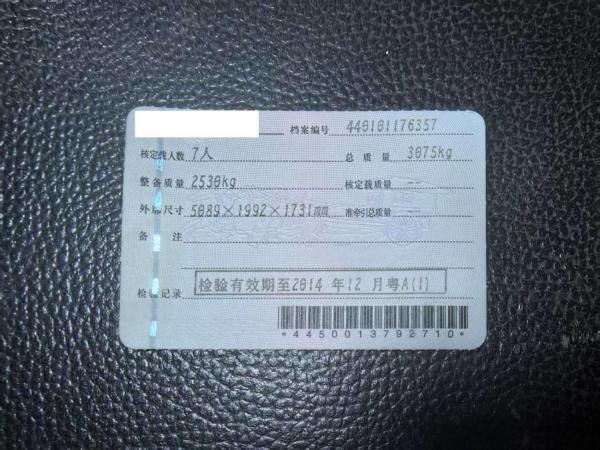 档案编号 440101176357
核定载人数 7人 总质量 3075kg
整备质量 2530kg 核定载质量 --
外廓尺寸 5089×1992×1731mm 准牵引总质量 --
备注
检验记录 检验有效期至2014 年 12 月粤A(1)
*4450013792710*